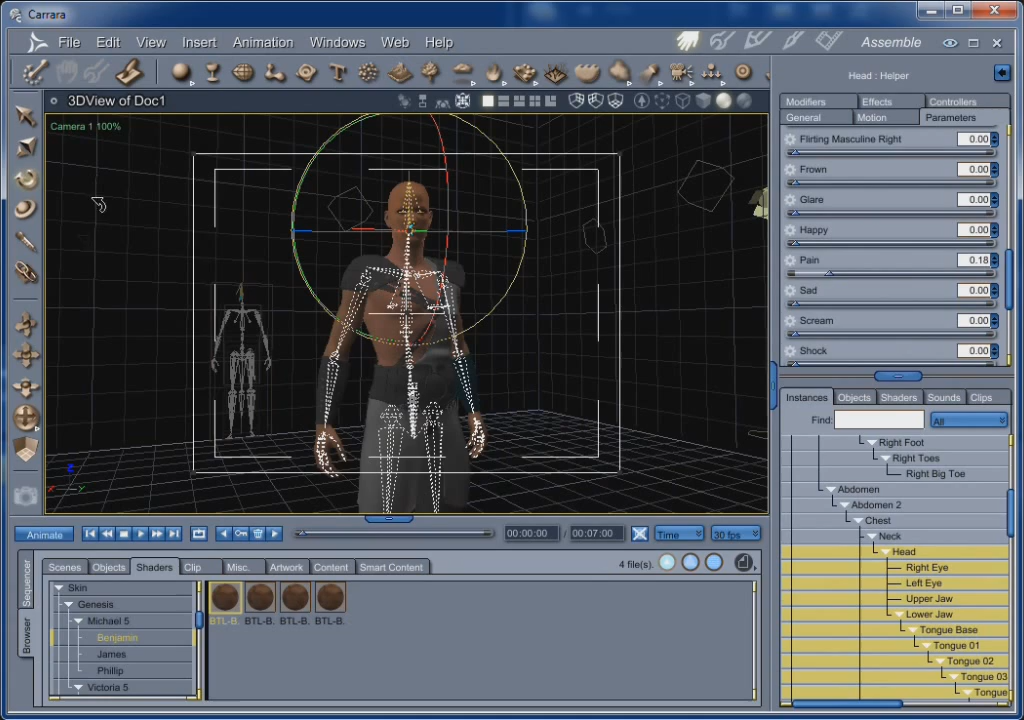 Carrara
File Edit View Insert Animation Windows Web Help
Assemble
3DView of Doc1
Camera 1 100%
Head : Helper
Modifiers Effects Controllers
General Motion Parameters
Flirting Masculine Right 0.00
Frown 0.00
Glare 0.00
Happy 0.00
Pain 0.18
Sad 0.00
Scream 0.00
Shock 0.00
Instances Objects Shaders Sounds Clips
Find: All
Right Foot
Right Toes
Right Big Toe
Abdomen
Abdomen 2
Chest
Neck
Head
Right Eye
Left Eye
Upper Jaw
Lower Jaw
Tongue Base
Tongue 01
Tongue 02
Tongue 03
Tongue
Animate 00:00:00 / 00:07:00 Time 30 fps
Sequencer
Browser
Scenes Objects Shaders Clip Misc. Artwork Content Smart Content 4 file(s).
Skin
Genesis
Michael 5
Benjamin
James
Phillip
Victoria 5
BTL-B. BTL-B. BTL-B. BTL-B.